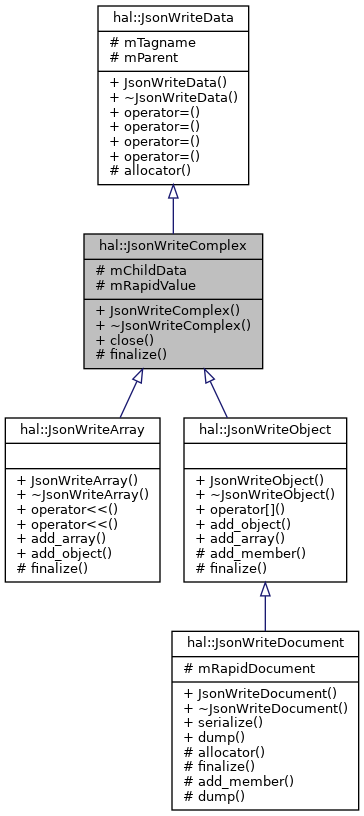 hal::JsonWriteData
# mTagname
# mParent
+ JsonWriteData()
+ ~JsonWriteData()
+ operator=()
+ operator=()
+ operator=()
+ operator=()
# allocator()
hal::JsonWriteComplex
# mChildData
# mRapidValue
+ JsonWriteComplex()
+ ~JsonWriteComplex()
+ close()
# finalize()
hal::JsonWriteArray
+ JsonWriteArray()
+ ~JsonWriteArray()
+ operator<<()
+ operator<<()
+ add_array()
+ add_object()
# finalize()
hal::JsonWriteObject
+ JsonWriteObject()
+ ~JsonWriteObject()
+ operator[]()
+ add_object()
+ add_array()
# add_member()
# finalize()
hal::JsonWriteDocument
# mRapidDocument
+ JsonWriteDocument()
+ ~JsonWriteDocument()
+ serialize()
+ dump()
# allocator()
# finalize()
# add_member()
# dump()